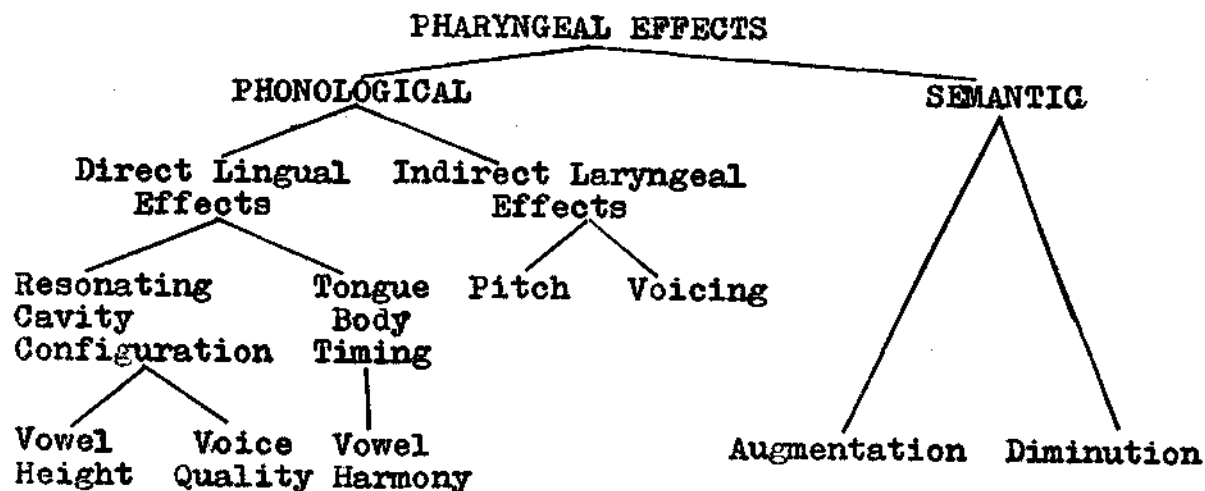 PHARYNGEAL EFFECTS
PHONOLOGICAL
SEMANTIC
Direct Lingual
Effects
Indirect Laryngeal
Effects
Resonating
Cavity
Configuration
Tongue
Body
Timing
Pitch
Voicing
Vowel
Height
Voice
Quality
Vowel
Harmony
Augmentation
Diminution